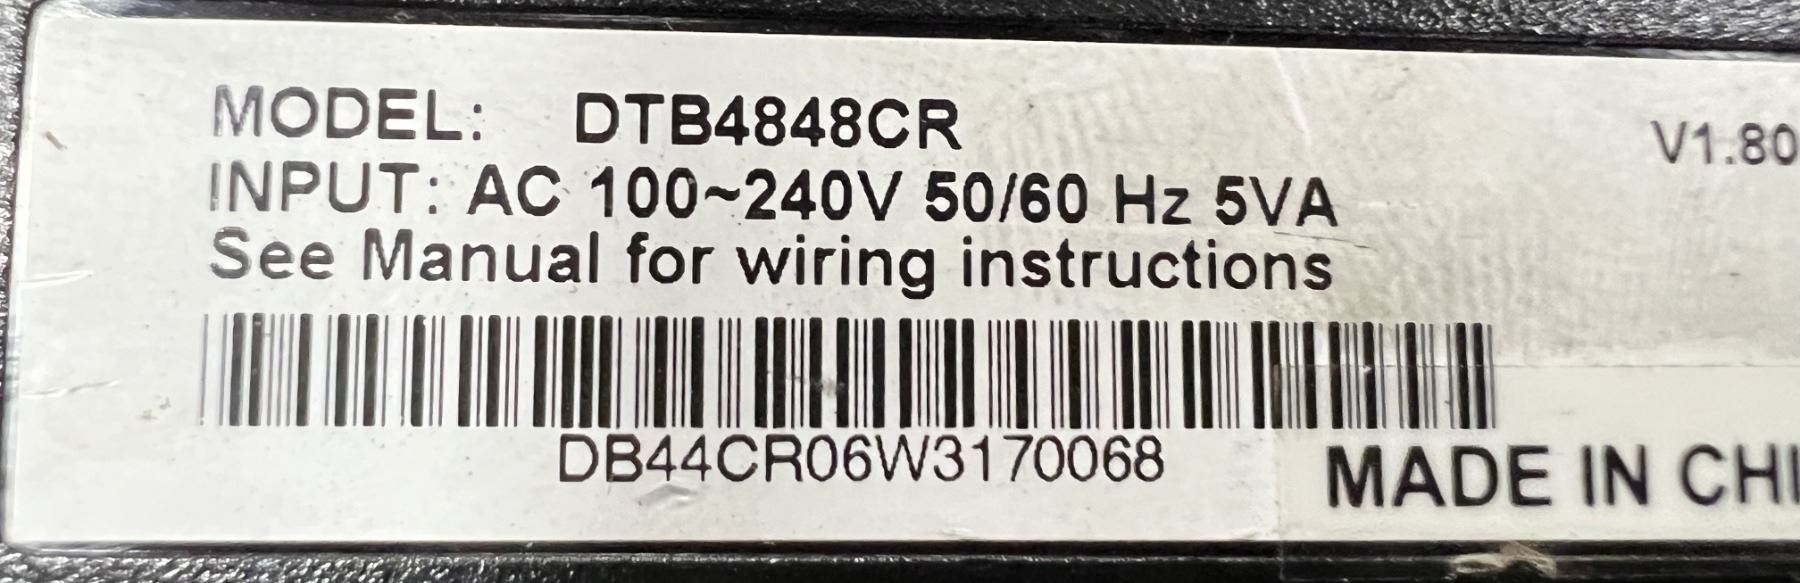 MODEL: DTB4848CR
V1.80
INPUT: AC 100~240V 50/60 Hz 5VA
See Manual for wiring instructions
DB44CR06W3170068
MADE IN CHI